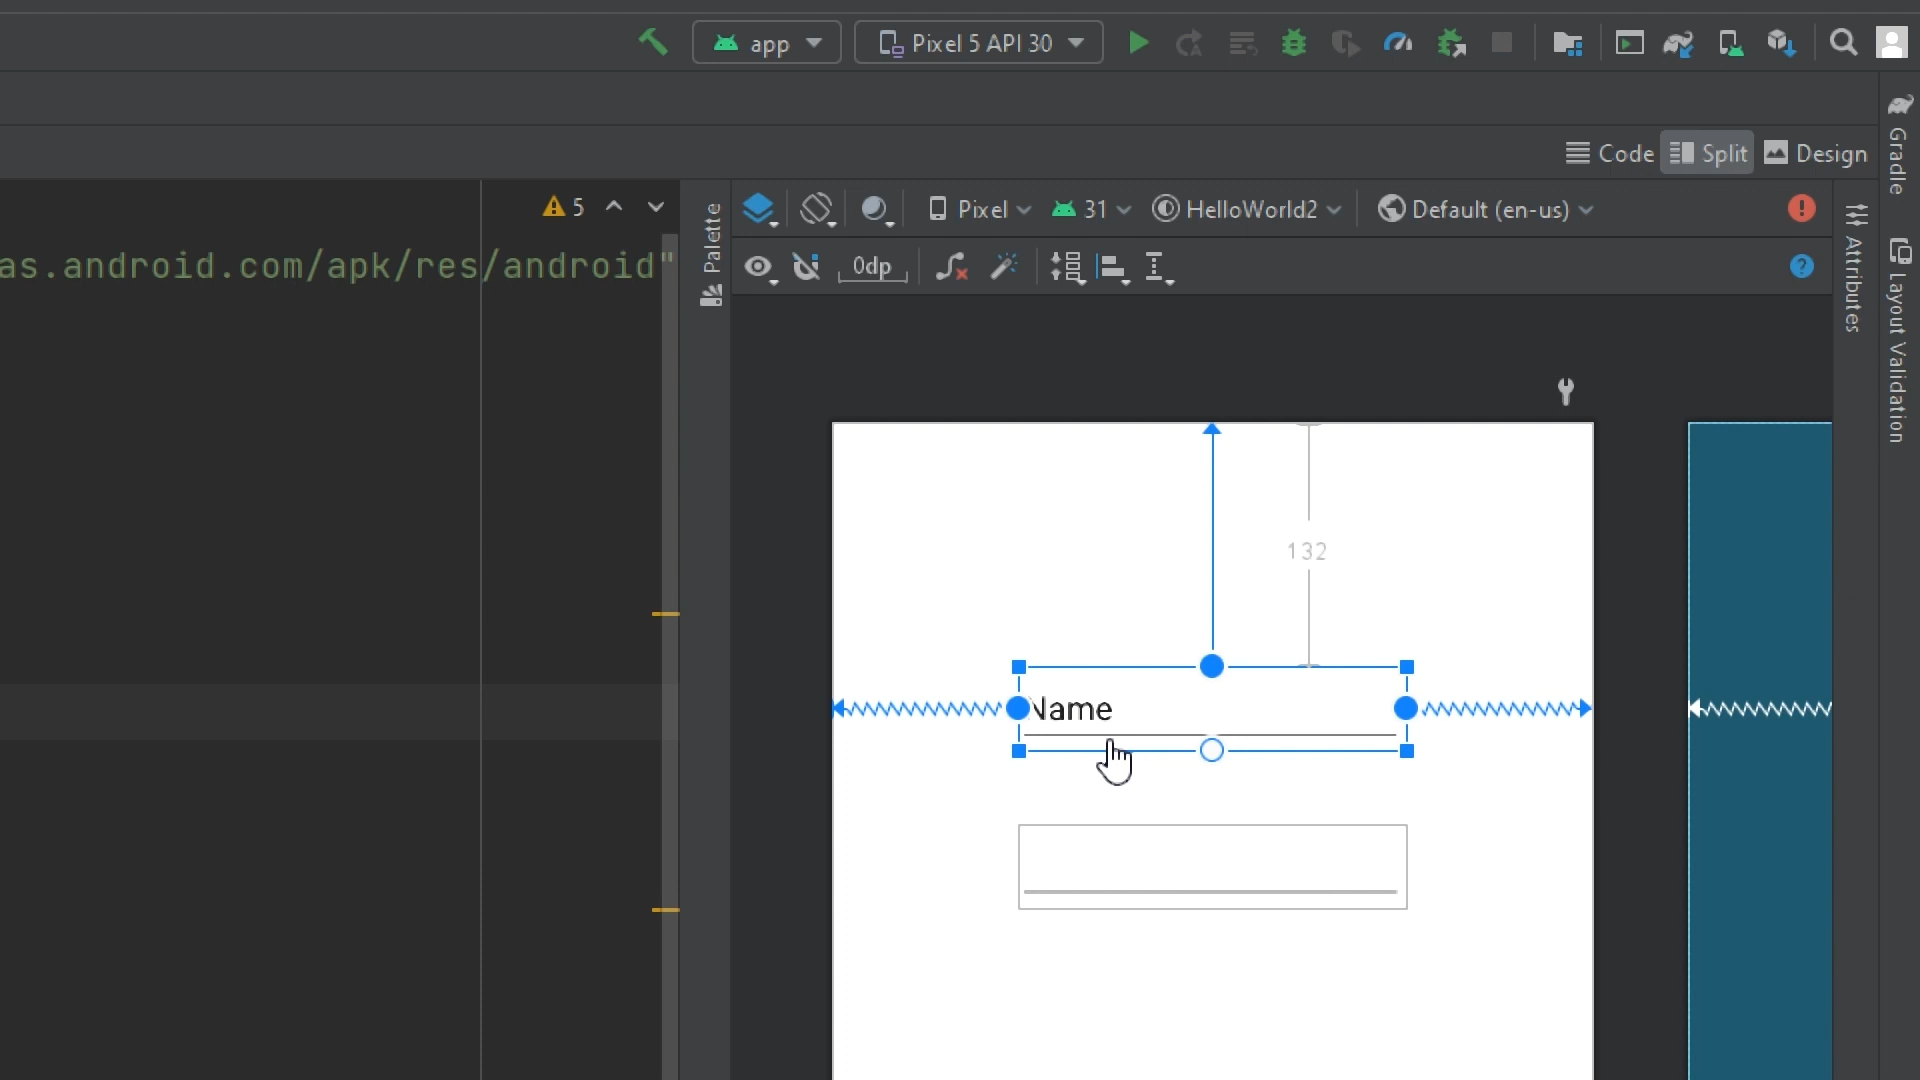 app
Pixel 5 API 30
Code
Split
Design
Gradle
5
Palette
Pixel
31
HelloWorld2
Default (en-us)
Attributes
Layout Validation
as.android.com/apk/res/android"
0dp
132
Name